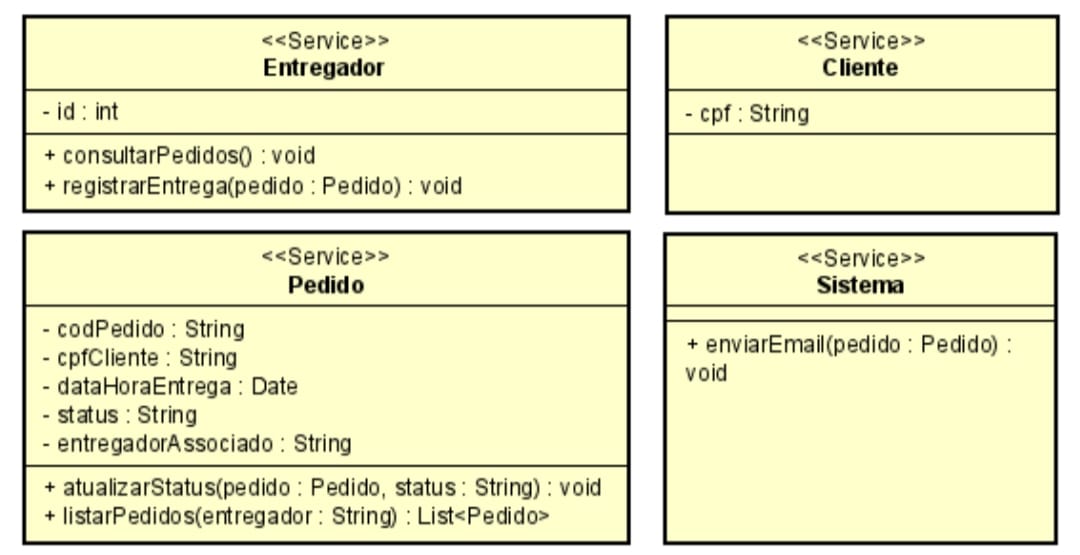 <<Service>>
Entregador
- id : int
+ consultarPedidos() : void
+ registrarEntrega(pedido : Pedido) : void
<<Service>>
Cliente
- cpf : String
<<Service>>
Pedido
- codPedido : String
- cpfCliente : String
- dataHoraEntrega : Date
- status : String
- entregadorAssociado : String
+ atualizarStatus(pedido : Pedido, status : String) : void
+ listarPedidos(entregador : String) : List<Pedido>
<<Service>>
Sistema
+ enviarEmail(pedido : Pedido) :
void